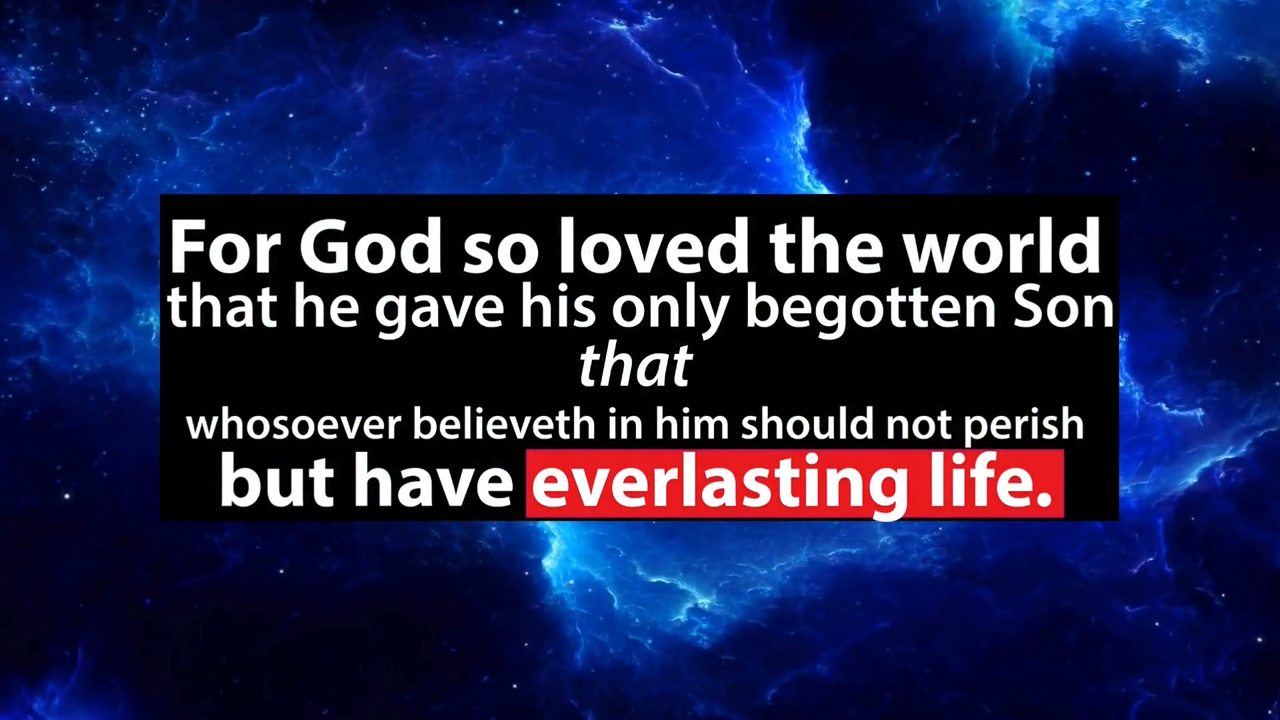 For God so loved the world
that he gave his only begotten Son
that
whosoever believeth in him should not perish
but have everlasting life.